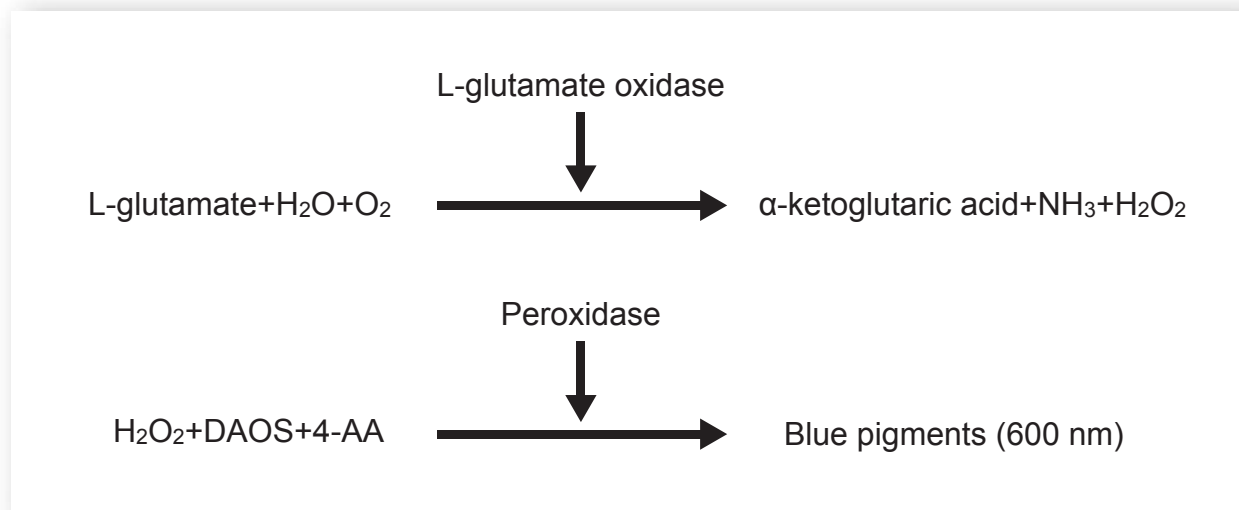 L-glutamate oxidase
L-glutamate+H₂O+O₂ α-ketoglutaric acid+NH₃+H₂O₂
Peroxidase
H₂O₂+DAOS+4-AA Blue pigments (600 nm)